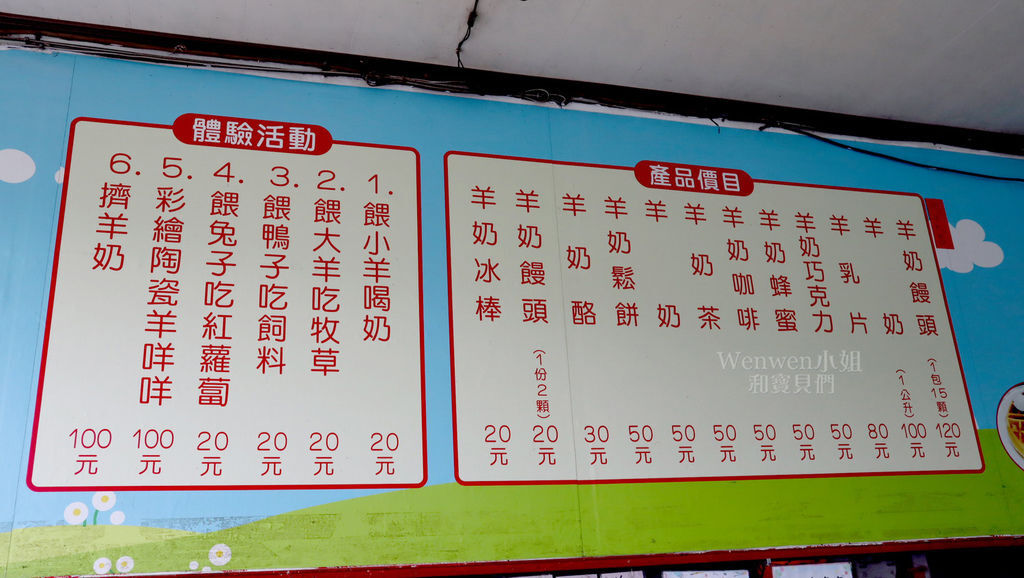 體驗活動
1.餵小羊喝奶 20元
2.餵大羊吃牧草 20元
3.餵鴨子吃飼料 20元
4.餵兔子吃紅蘿蔔 20元
5.彩繪陶瓷羊咩咩 100元
6.擠羊奶 100元
產品價目
羊奶饅頭(1包15顆) 120元
羊奶(1公升) 100元
羊乳片 80元
羊奶巧克力 50元
羊奶蜂蜜 50元
羊奶咖啡 50元
羊奶茶 50元
羊奶 50元
羊奶鬆餅 50元
羊奶酪 30元
羊奶饅頭(1份2顆) 20元
羊奶冰棒 20元
Wenwen小姐
和寶貝們